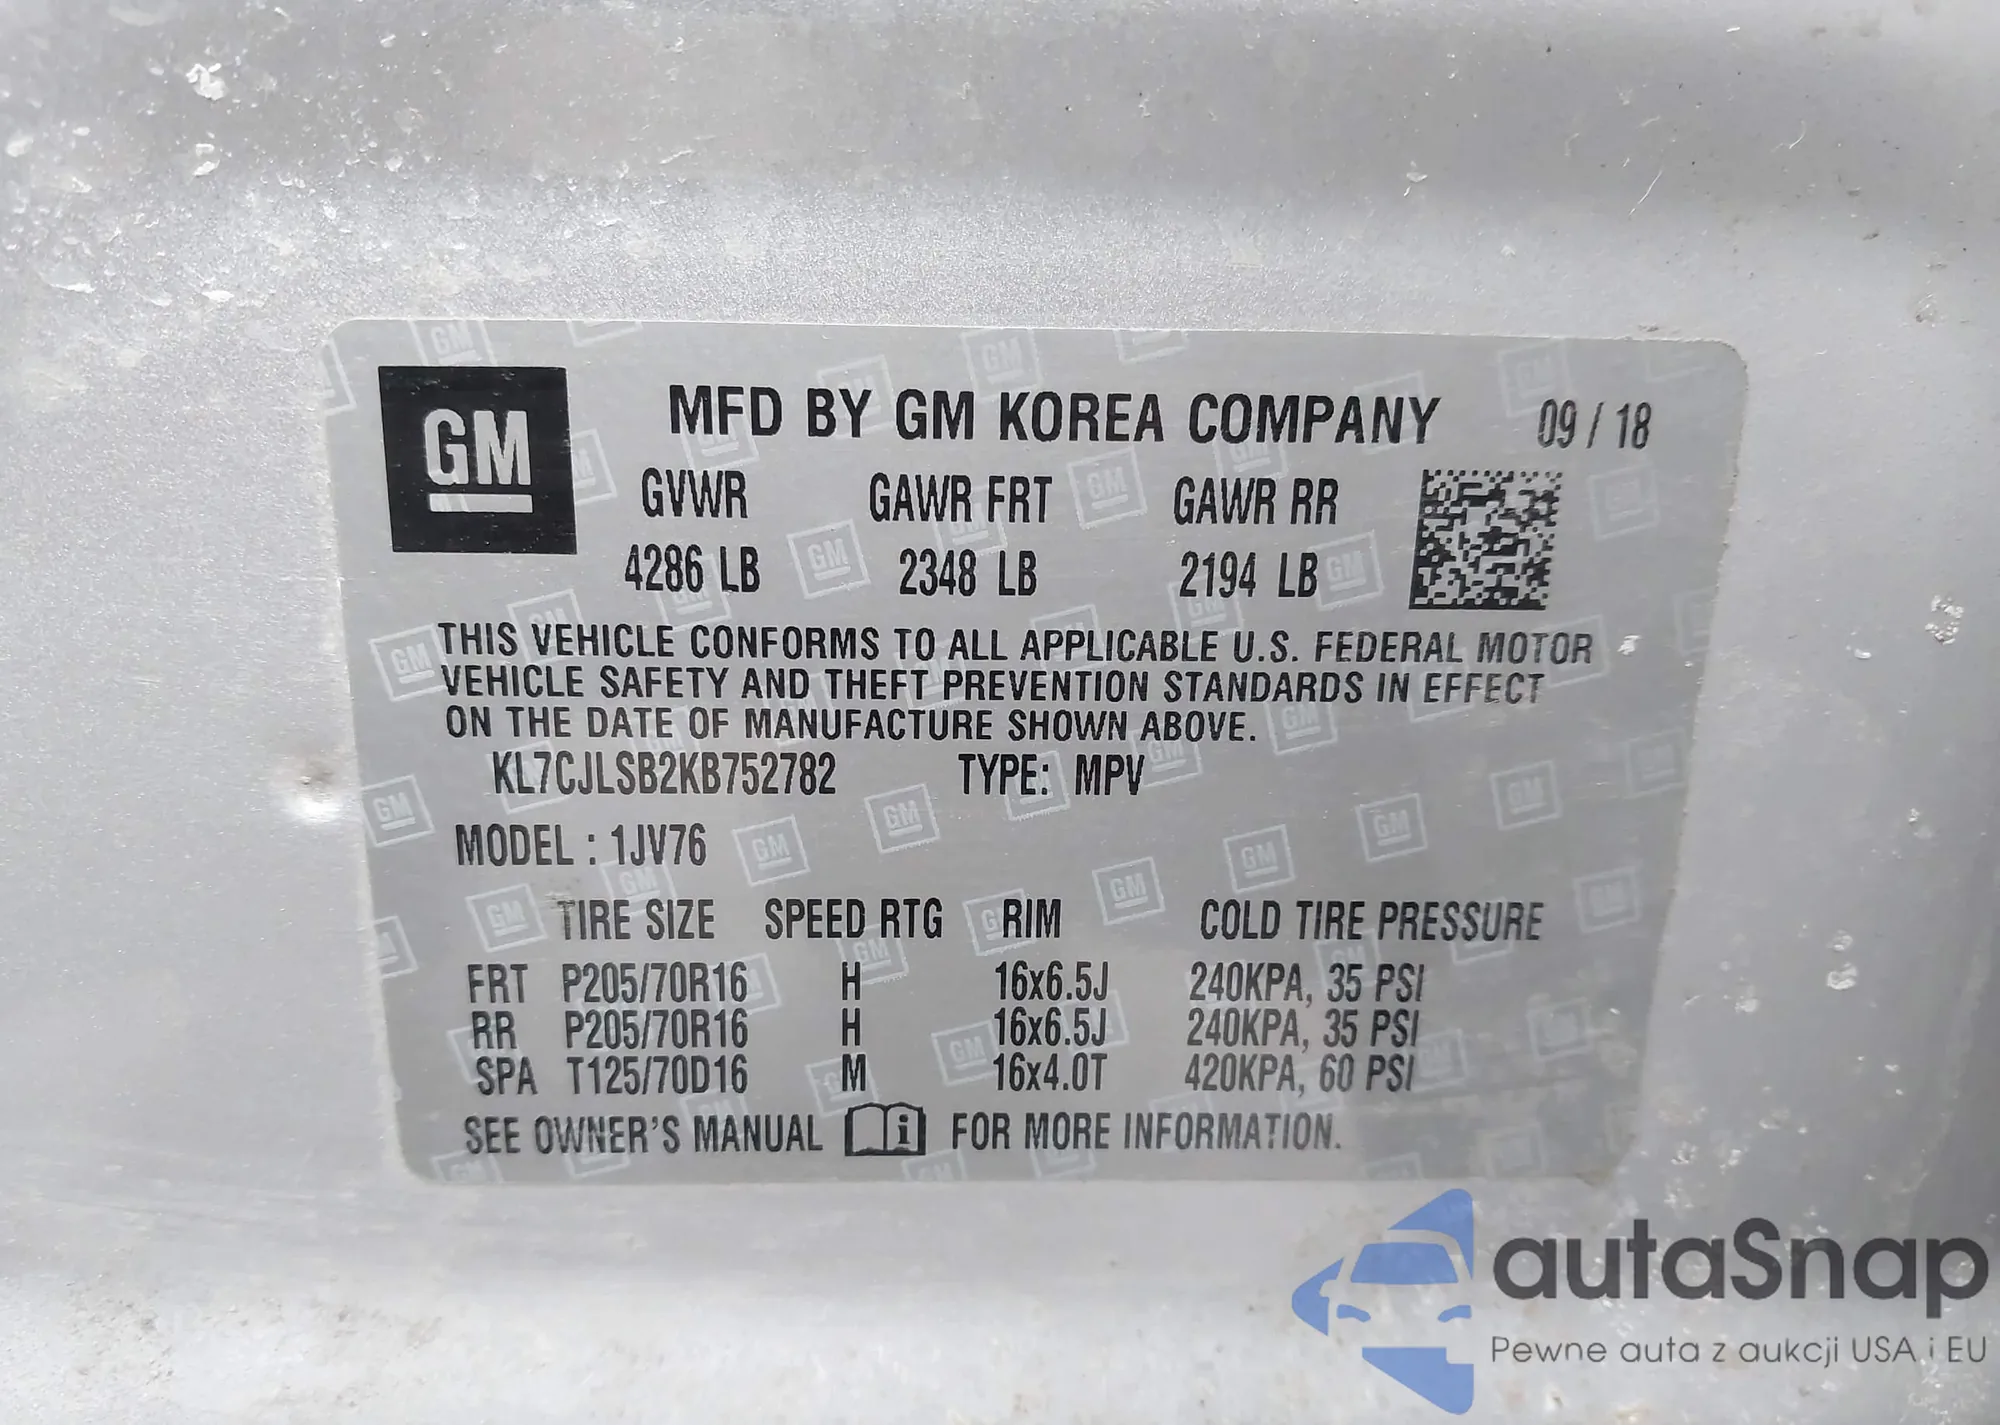 GM
MFD BY GM KOREA COMPANY 09 / 18
GVWR GAWR FRT GAWR RR
4286 LB 2348 LB 2194 LB
THIS VEHICLE CONFORMS TO ALL APPLICABLE U.S. FEDERAL MOTOR
VEHICLE SAFETY AND THEFT PREVENTION STANDARDS IN EFFECT
ON THE DATE OF MANUFACTURE SHOWN ABOVE.
KL7CJLSB2KB752782 TYPE: MPV
MODEL : 1JV76
TIRE SIZE SPEED RTG RIM COLD TIRE PRESSURE
FRT P205/70R16 H 16x6.5J 240KPA, 35 PSI
RR P205/70R16 H 16x6.5J 240KPA, 35 PSI
SPA T125/70D16 M 16x4.0T 420KPA, 60 PSI
SEE OWNER'S MANUAL i FOR MORE INFORMATION.
autaSnap
Pewne auta z aukcji USA i EU